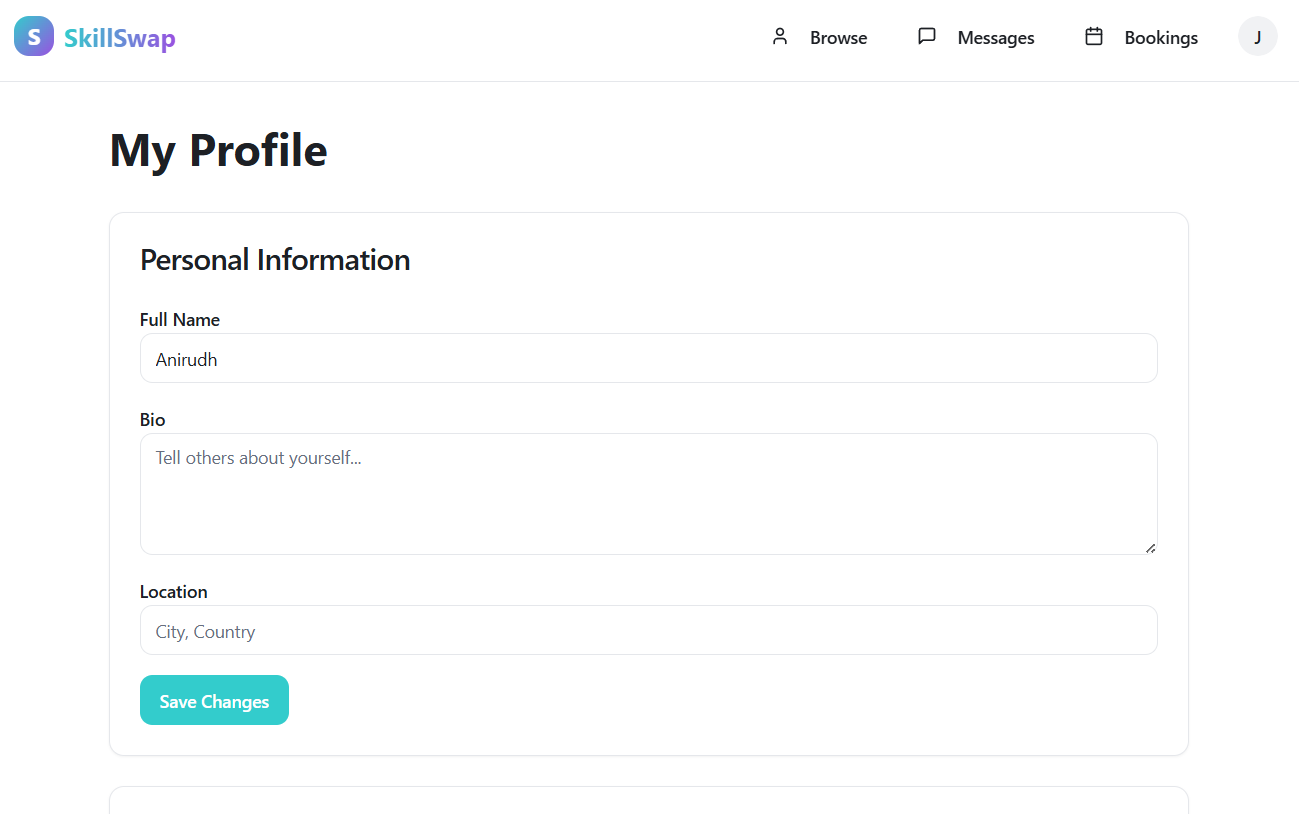 S SkillSwap Browse Messages Bookings J
My Profile
Personal Information
Full Name
Anirudh
Bio
Tell others about yourself...
Location
City, Country
Save Changes